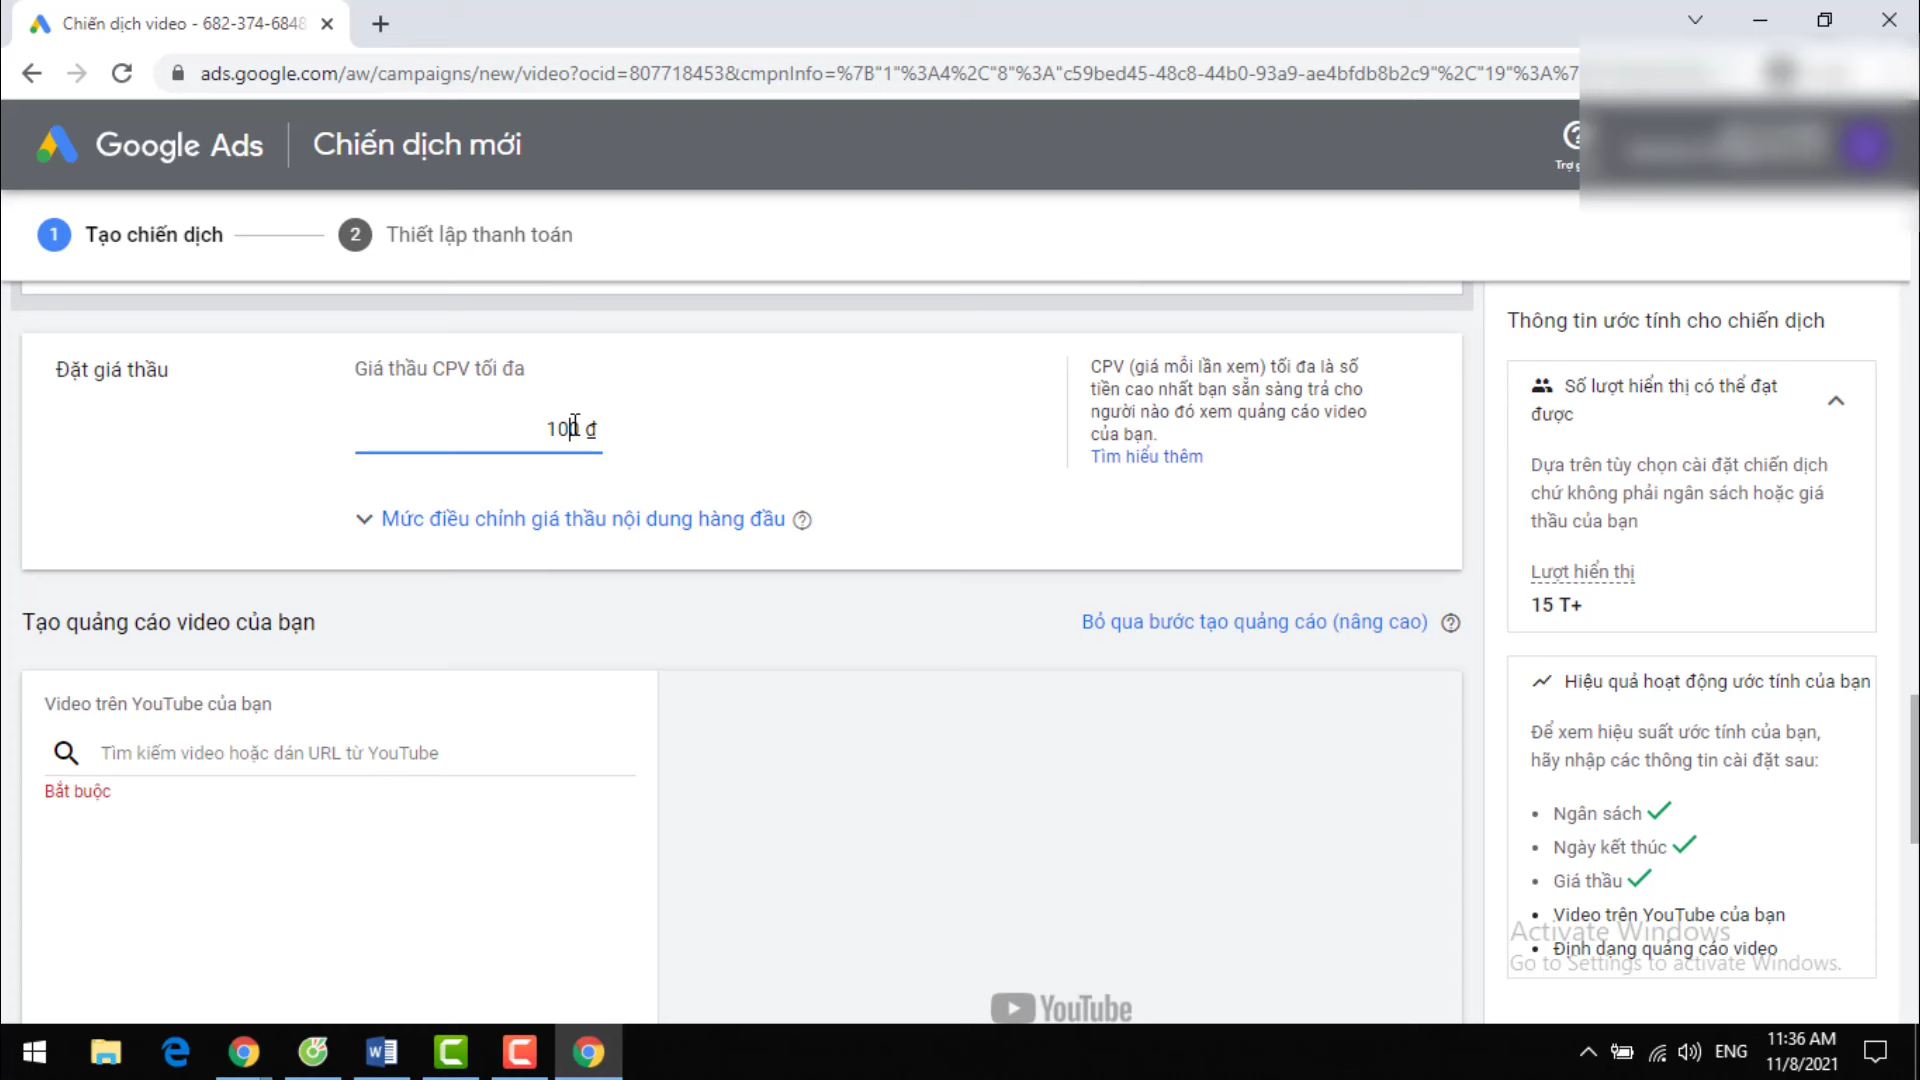 Chiến dịch video - 682-374-6848
ads.google.com/aw/campaigns/new/video?ocid=807718453&cmpnInfo=%7B"1"%3A4%2C"8"%3A"c59bed45-48c8-44b0-93a9-ae4bfdb8b2c9"%2C"19"%3A%7
Google Ads
Chiến dịch mới
Trợ g
1 Tạo chiến dịch
2 Thiết lập thanh toán
Đặt giá thầu
Giá thầu CPV tối đa
100 ₫
Mức điều chỉnh giá thầu nội dung hàng đầu
CPV (giá mỗi lần xem) tối đa là số
tiền cao nhất bạn sẵn sàng trả cho
người nào đó xem quảng cáo video
của bạn.
Tìm hiểu thêm
Tạo quảng cáo video của bạn
Bỏ qua bước tạo quảng cáo (nâng cao)
Video trên YouTube của bạn
Tìm kiếm video hoặc dán URL từ YouTube
Bắt buộc
YouTube
Thông tin ước tính cho chiến dịch
Số lượt hiển thị có thể đạt
được
Dựa trên tùy chọn cài đặt chiến dịch
chứ không phải ngân sách hoặc giá
thầu của bạn
Lượt hiển thị
15 T+
Hiệu quả hoạt động ước tính của bạn
Để xem hiệu suất ước tính của bạn,
hãy nhập các thông tin cài đặt sau:
Ngân sách
Ngày kết thúc
Giá thầu
Video trên YouTube của bạn
Định dạng quảng cáo video
Activate Windows
Go to Settings to activate Windows.
ENG
11:36 AM
11/8/2021